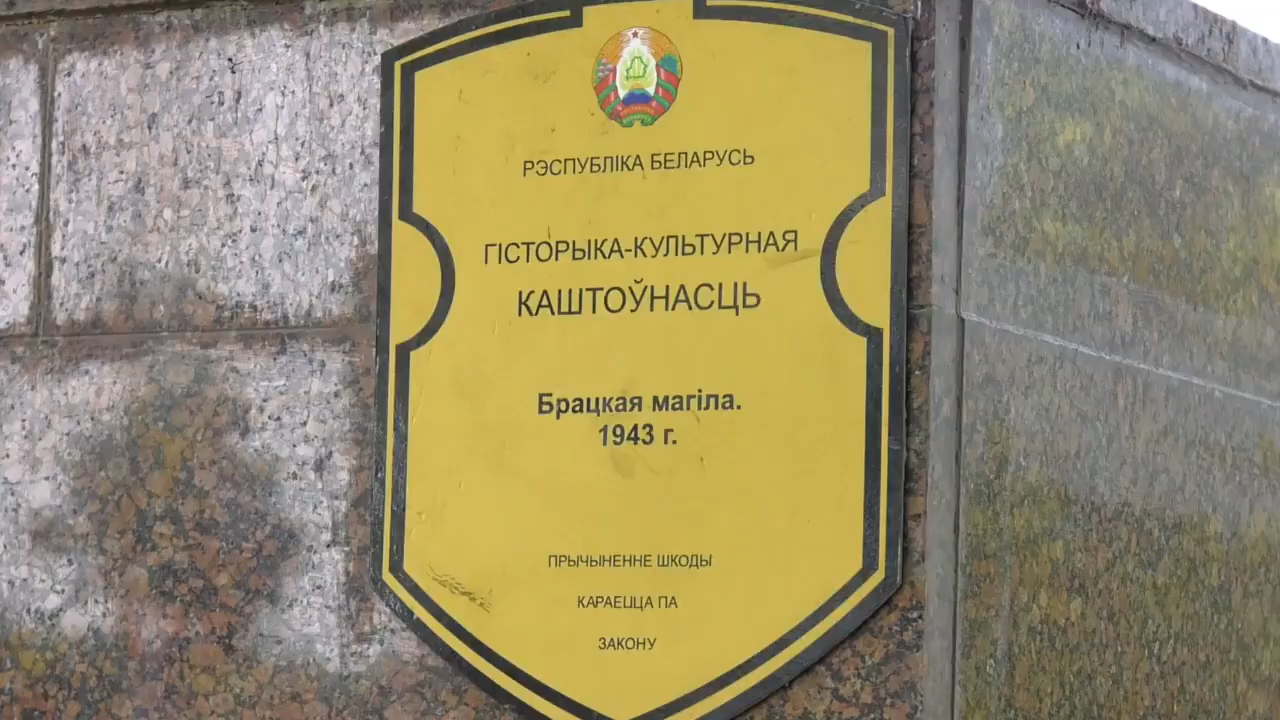 РЭСПУБЛІКА БЕЛАРУСЬ
ГІСТОРЫКА-КУЛЬТУРНАЯ
КАШТОЎНАСЦЬ
Брацкая магіла.
1943 г.
ПРЫЧЫНЕННЕ ШКОДЫ
КАРАЕЦЦА ПА
ЗАКОНУ